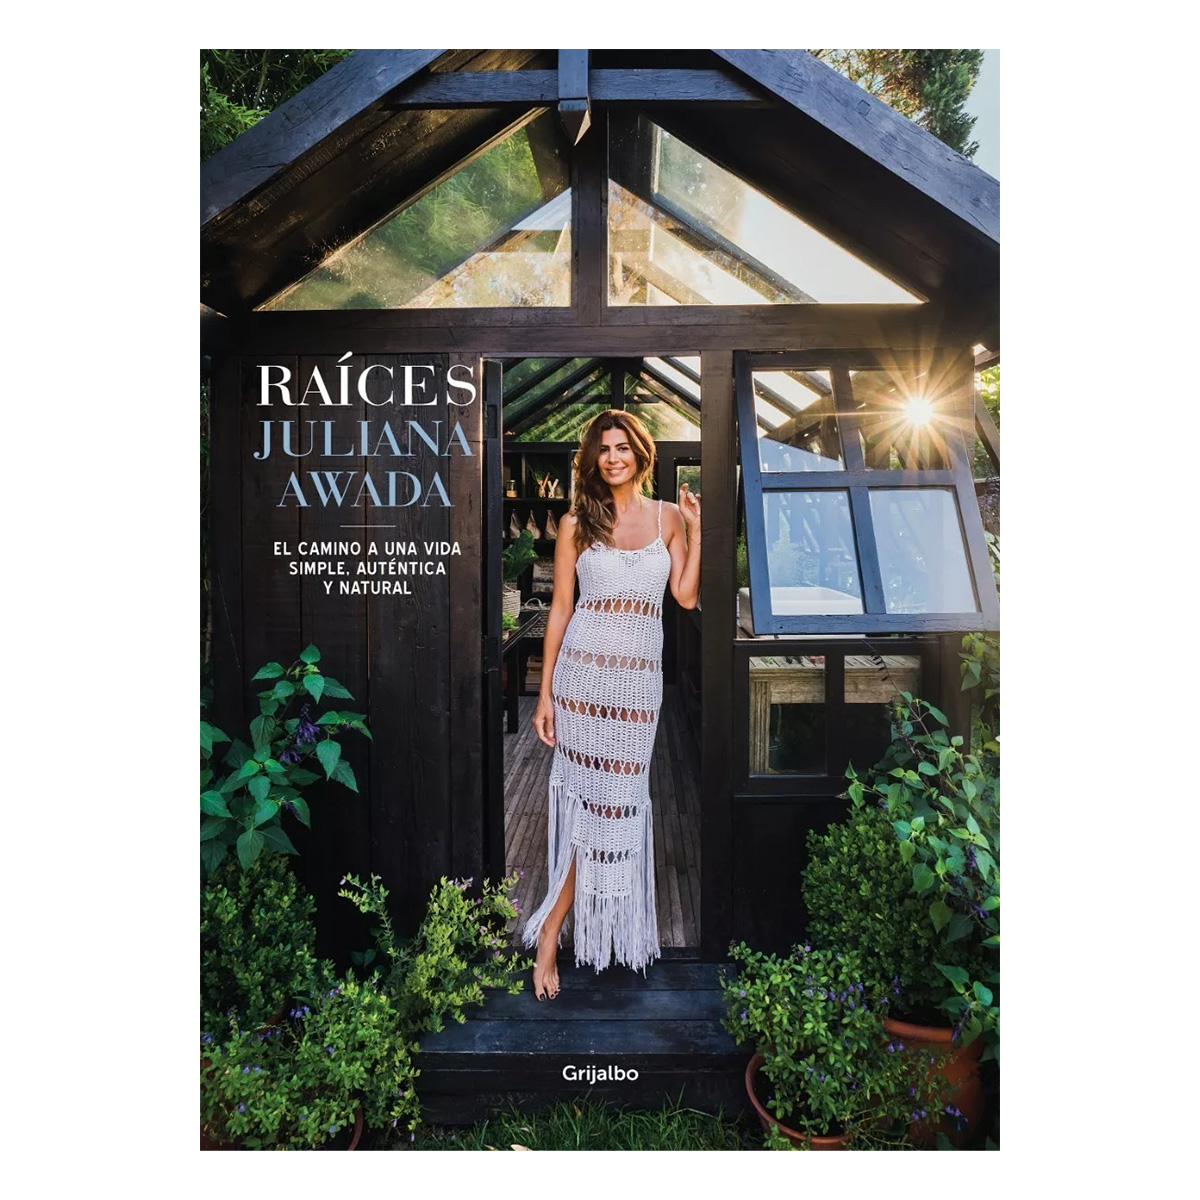 RAÍCES
JULIANA
AWADA
EL CAMINO A UNA VIDA
SIMPLE, AUTÉNTICA
Y NATURAL
Grijalbo